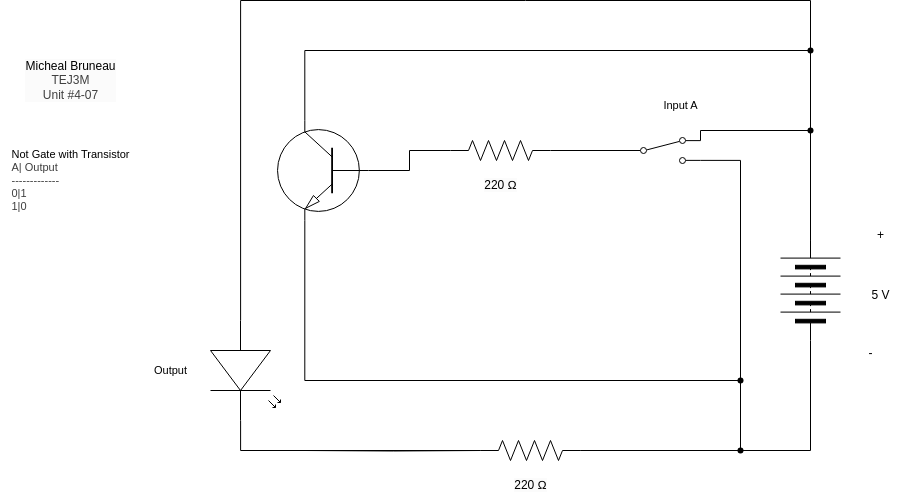 Micheal Bruneau
TEJ3M
Unit #4-07
Input A
Not Gate with Transistor
A| Output
-------------
0|1
1|0
220 Ω
+
5 V
-
Output
220 Ω